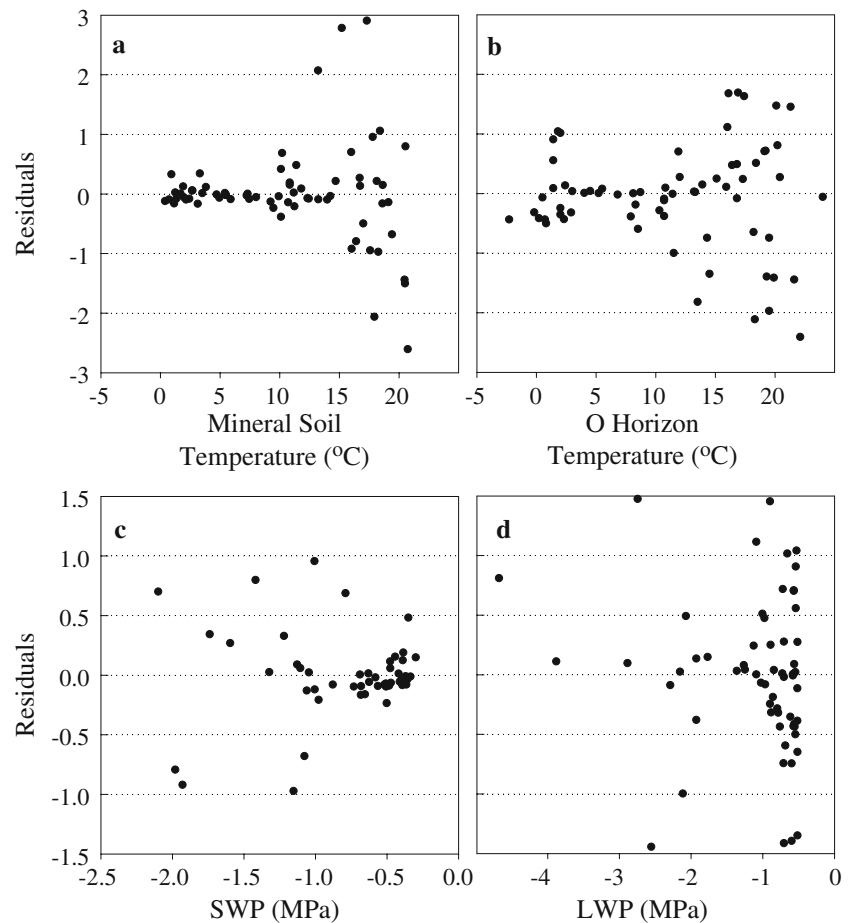 a
b
3
2
1
0
-1
-2
-3
Residuals
-5 0 5 10 15 20
-5 0 5 10 15 20
Mineral Soil
Temperature (°C)
O Horizon
Temperature (°C)
c
d
1.5
1.0
0.5
0.0
-0.5
-1.0
-1.5
Residuals
-2.5 -2.0 -1.5 -1.0 -0.5 0.0
-4 -3 -2 -1 0
SWP (MPa)
LWP (MPa)